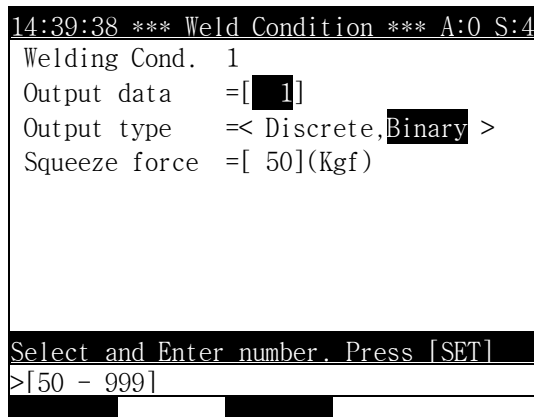 14:39:38 *** Weld Condition *** A:0 S:4
Welding Cond. 1
Output data =[ 1]
Output type =< Discrete,Binary >
Squeeze force =[ 50](Kgf)
Select and Enter number. Press [SET]
>[50 - 999]